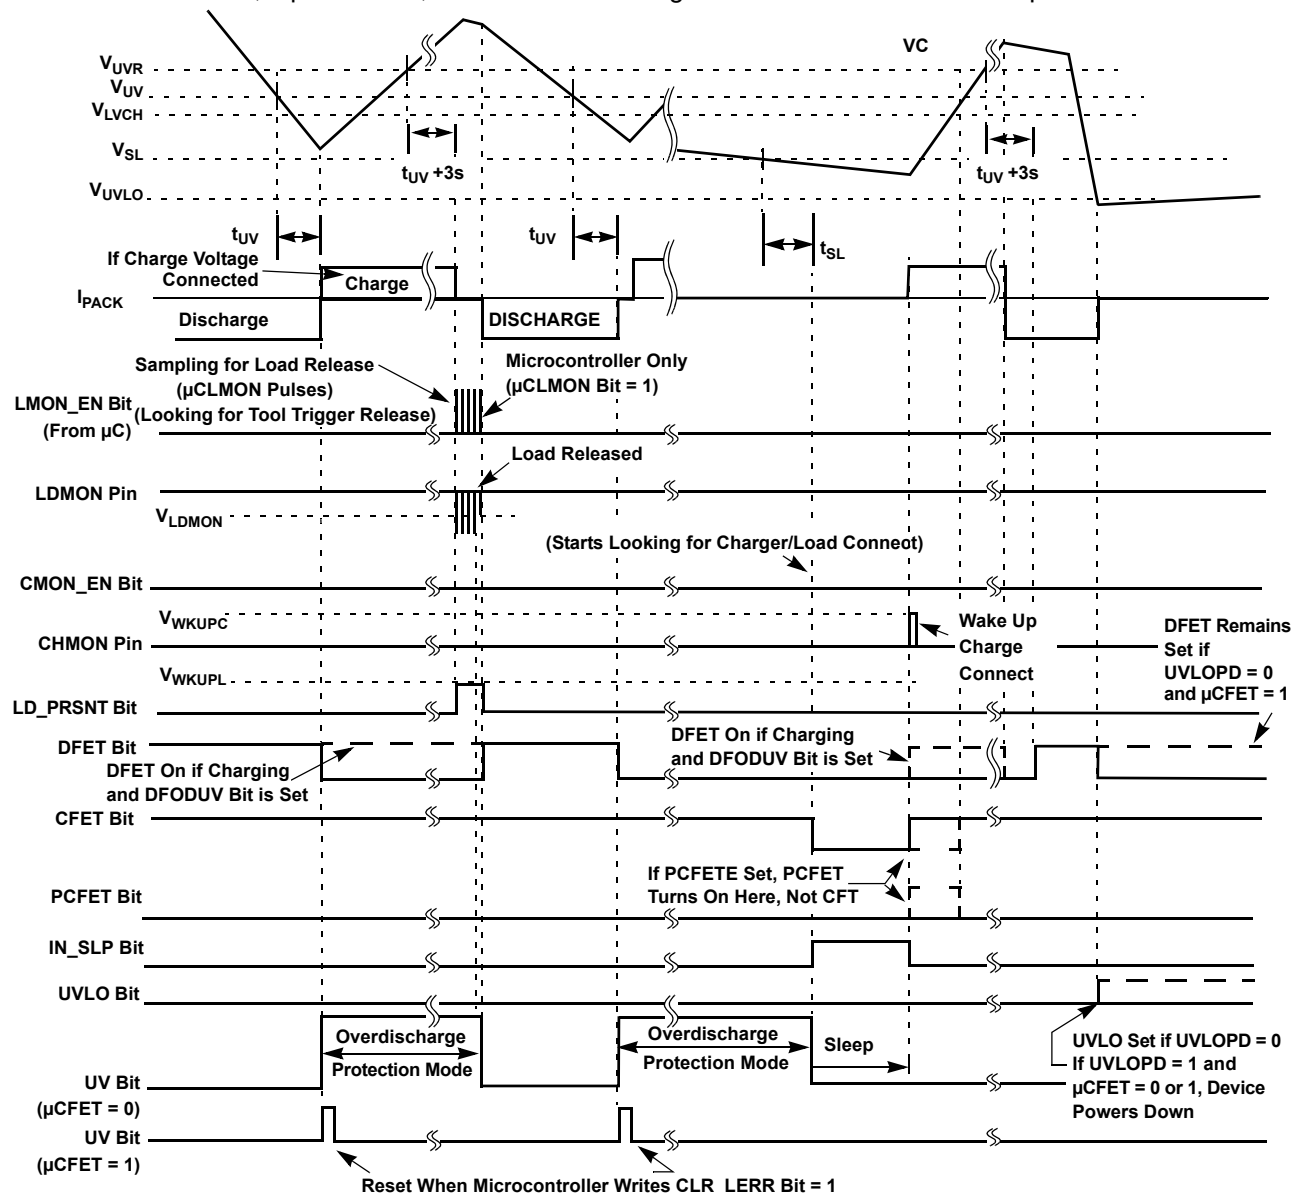 VC
VUVR
VUV
VLVCH
VSL
VUVLO
tUV +3s
tUV +3s
tUV
tUV
tSL
If Charge Voltage
Connected
Charge
IPACK
Discharge
DISCHARGE
Sampling for Load Release
(µCLMON Pulses)
(Looking for Tool Trigger Release)
Microcontroller Only
(µCLMON Bit = 1)
LMON_EN Bit
(From µC)
Load Released
LDMON Pin
VLDMON
(Starts Looking for Charger/Load Connect)
CMON_EN Bit
VWKUPC
CHMON Pin
Wake Up
Charge
Connect
DFET Remains
Set if
UVLOPD = 0
and µCFET = 1
VWKUPL
LD_PRSNT Bit
DFET Bit
DFET On if Charging
and DFODUV Bit is Set
DFET On if Charging
and DFODUV Bit is Set
CFET Bit
If PCFETE Set, PCFET
Turns On Here, Not CFT
PCFET Bit
IN_SLP Bit
UVLO Bit
Overdischarge
Protection Mode
Overdischarge
Protection Mode
Sleep
UVLO Set if UVLOPD = 0
If UVLOPD = 1 and
µCFET = 0 or 1, Device
Powers Down
UV Bit
(µCFET = 0)
UV Bit
(µCFET = 1)
Reset When Microcontroller Writes CLR_LERR Bit = 1